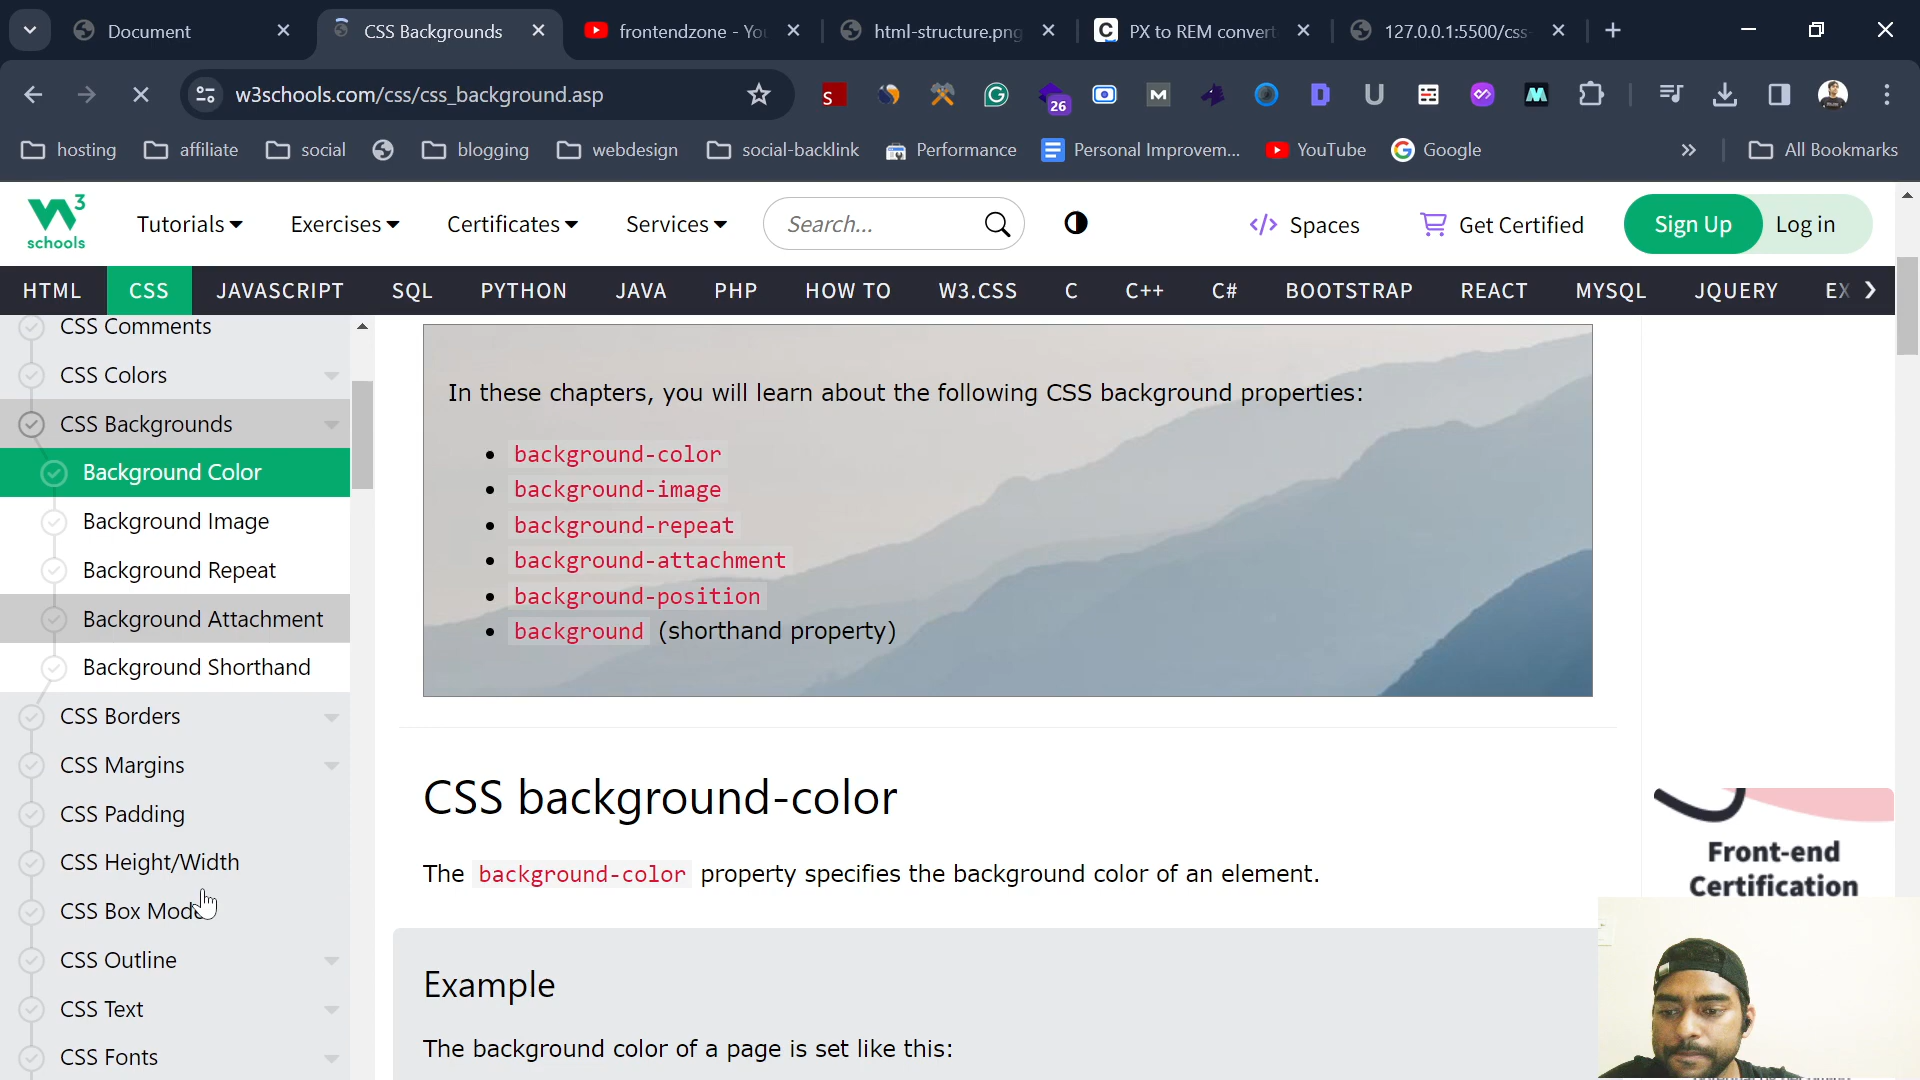 Document
CSS Backgrounds
frontendzone - Yo
html-structure.png
PX to REM convert
127.0.0.1:5500/css-
w3schools.com/css/css_background.asp
26
hosting
affiliate
social
blogging
webdesign
social-backlink
Performance
Personal Improvem...
YouTube
Google
All Bookmarks
W3
schools
Tutorials
Exercises
Certificates
Services
Search...
Spaces
Get Certified
Sign Up
Log in
HTML
CSS
JAVASCRIPT
SQL
PYTHON
JAVA
PHP
HOW TO
W3.CSS
C
C++
C#
BOOTSTRAP
REACT
MYSQL
JQUERY
EX
CSS Comments
CSS Colors
CSS Backgrounds
Background Color
Background Image
Background Repeat
Background Attachment
Background Shorthand
CSS Borders
CSS Margins
CSS Padding
CSS Height/Width
CSS Box Model
CSS Outline
CSS Text
CSS Fonts
In these chapters, you will learn about the following CSS background properties:
background-color
background-image
background-repeat
background-attachment
background-position
background (shorthand property)
CSS background-color
The background-color property specifies the background color of an element.
Example
The background color of a page is set like this:
Front-end
Certification